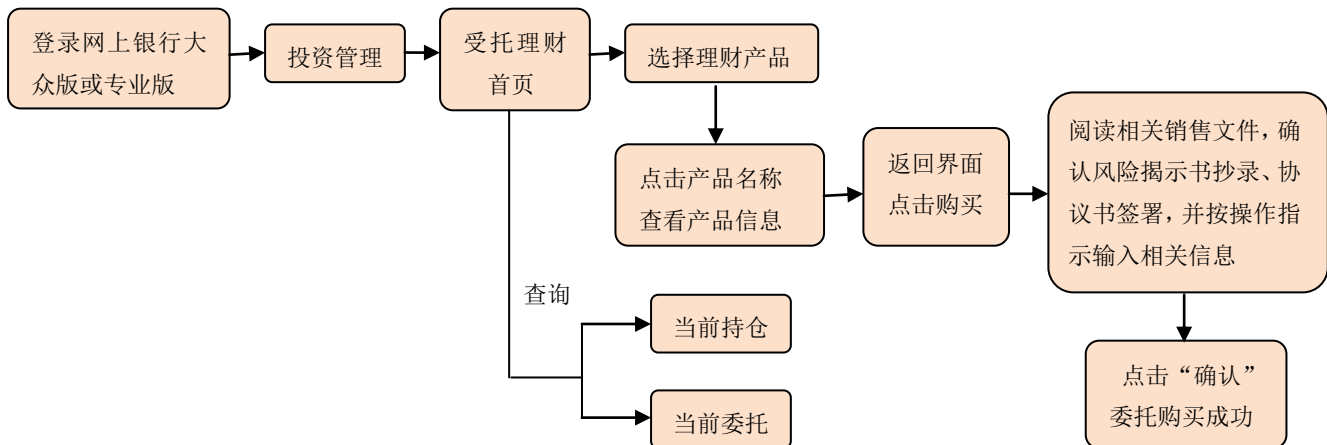 登录网上银行大
众版或专业版
投资管理
受托理财
首页
选择理财产品
点击产品名称
查看产品信息
返回界面
点击购买
阅读相关销售文件，确
认风险揭示书抄录、协
议书签署，并按操作指
示输入相关信息
查询
当前持仓
当前委托
点击“确认”
委托购买成功